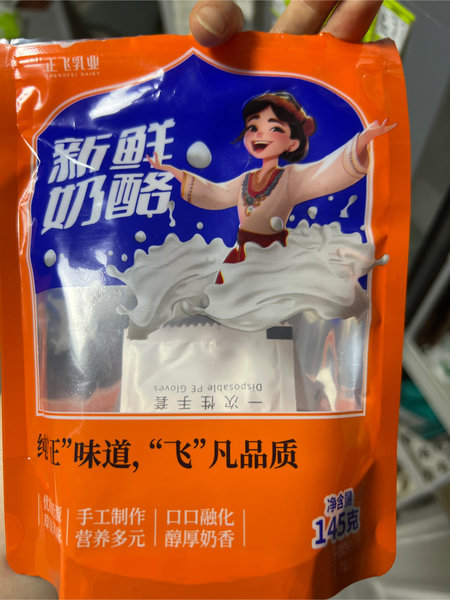 正飞乳业
ZHENGFEI DAIRY
新鲜
奶酪
Disposable PE Gloves
一次性手套
纯“正”味道，“飞”凡品质
手工制作
营养多元
口口融化
醇厚奶香
净含量
145克